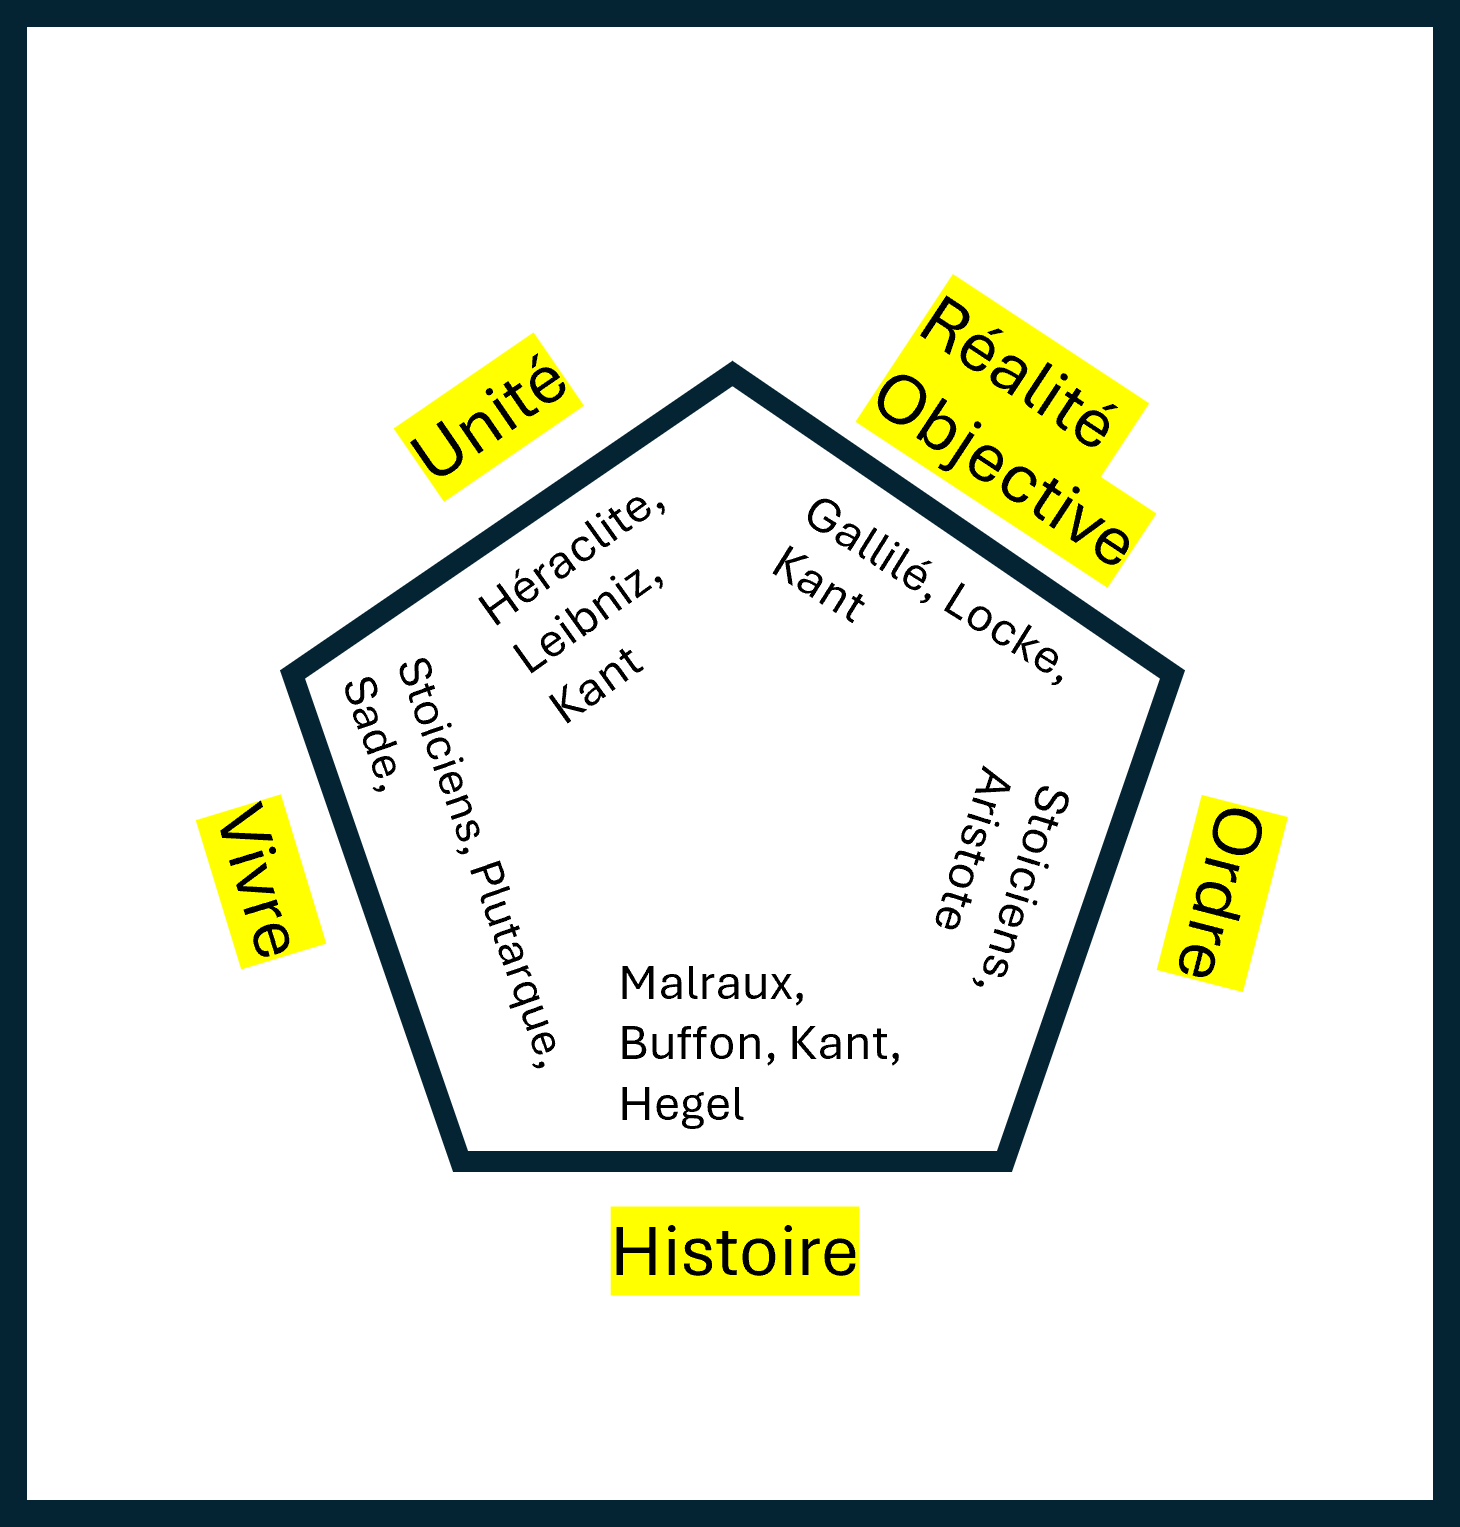 Unité
Réalité
Objective
Héraclite,
Leibniz,
Kant
Gallilé, Locke,
Kant
Stoiciens, Plutarque,
Sade,
Stoiciens,
Aristote
Vivre
Ordre
Malraux,
Buffon, Kant,
Hegel
Histoire